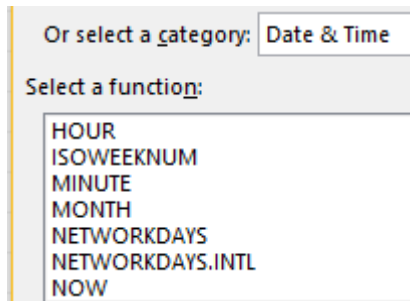 Or select a category: Date & Time
Select a function:
HOUR
ISOWEEKNUM
MINUTE
MONTH
NETWORKDAYS
NETWORKDAYS.INTL
NOW